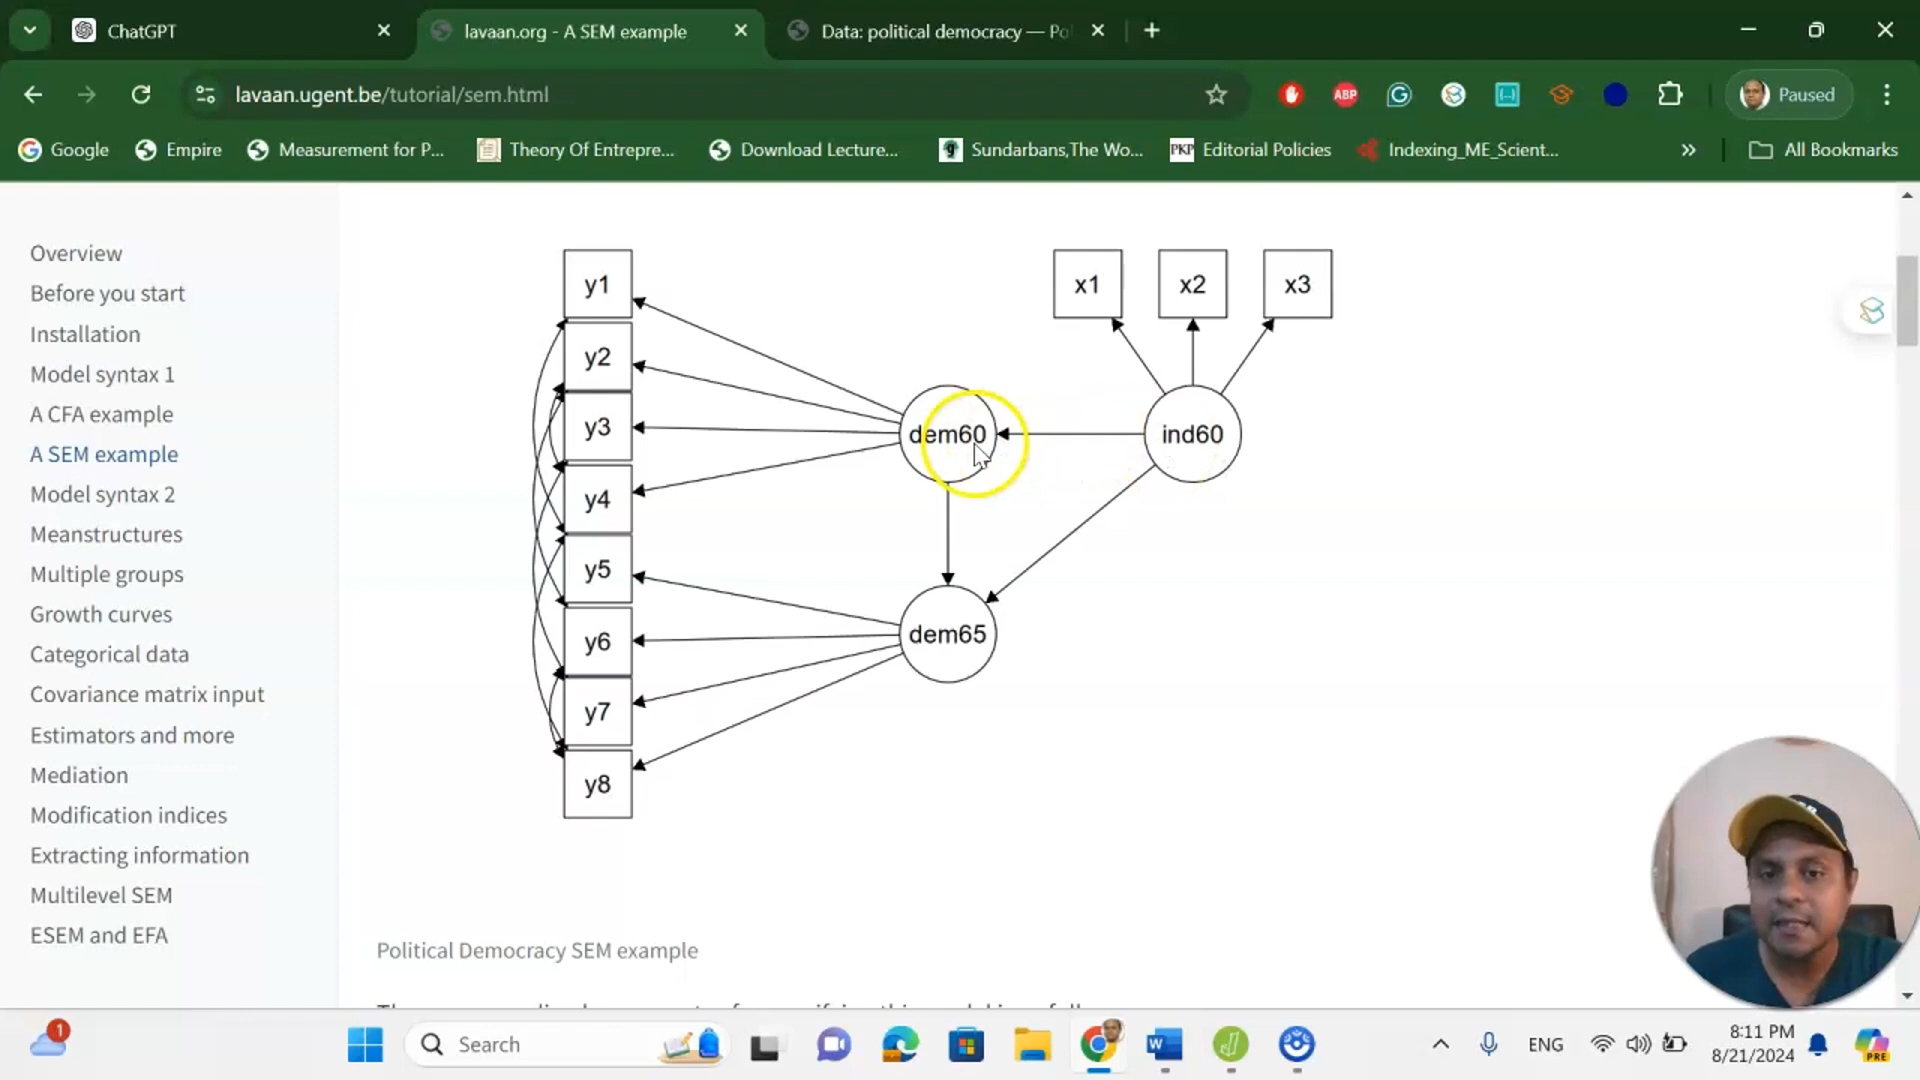 ChatGPT
lavaan.org - A SEM example
Data: political democracy — Po
lavaan.ugent.be/tutorial/sem.html
ABP
Paused
Google
Empire
Measurement for P...
Theory Of Entrepre...
Download Lecture...
Sundarbans,The Wo...
PKP
Editorial Policies
Indexing_ME_Scient...
All Bookmarks
Overview
Before you start
Installation
Model syntax 1
A CFA example
A SEM example
Model syntax 2
Meanstructures
Multiple groups
Growth curves
Categorical data
Covariance matrix input
Estimators and more
Mediation
Modification indices
Extracting information
Multilevel SEM
ESEM and EFA
y1
y2
y3
y4
y5
y6
y7
y8
x1
x2
x3
dem60
ind60
dem65
Political Democracy SEM example
1
Search
W
ENG
8:11 PM
8/21/2024
PRE